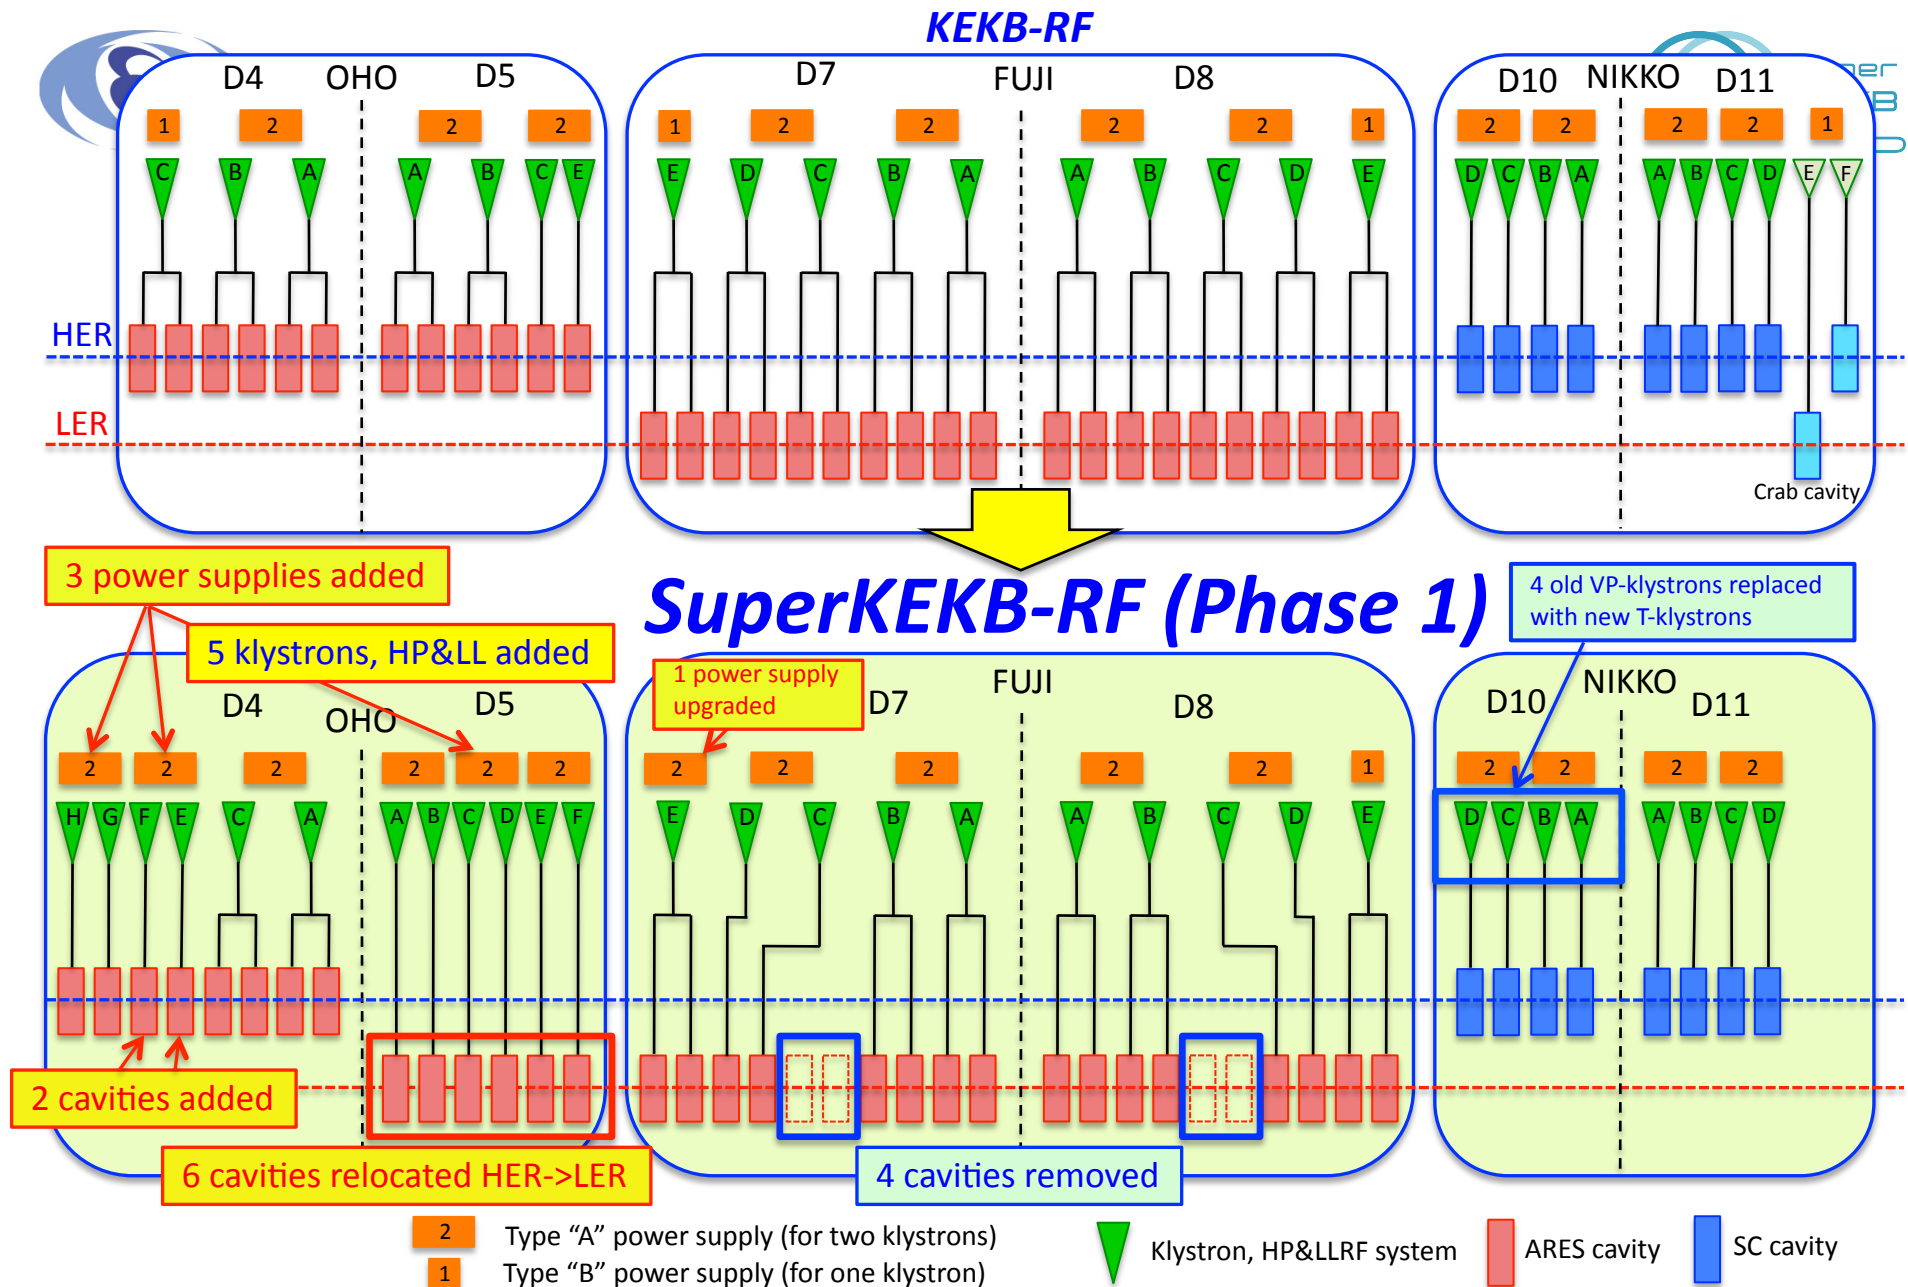 KEKB-RF
D4 OHO D5 D7 FUJI D8 D10 NIKKO D11
1 2 2 2 1 2 2 2 2 1 2 2 2 2 1
C B A A B C E E D C B A A B C D E D C B A A B C D E F
HER
LER
Crab cavity
3 power supplies added
SuperKEKB-RF (Phase 1)
4 old VP-klystrons replaced
with new T-klystrons
5 klystrons, HP&LL added
1 power supply
upgraded
D4 OHO D5 D7 FUJI D8 D10 NIKKO D11
2 2 2 2 2 2 2 2 2 2 2 1 2 2 2 2
H G F E C A A B C D E F E D C B A A B C D E D C B A A B C D
2 cavities added
6 cavities relocated HER->LER
4 cavities removed
2 Type “A” power supply (for two klystrons)
1 Type “B” power supply (for one klystron)
Klystron, HP&LLRF system
ARES cavity
SC cavity